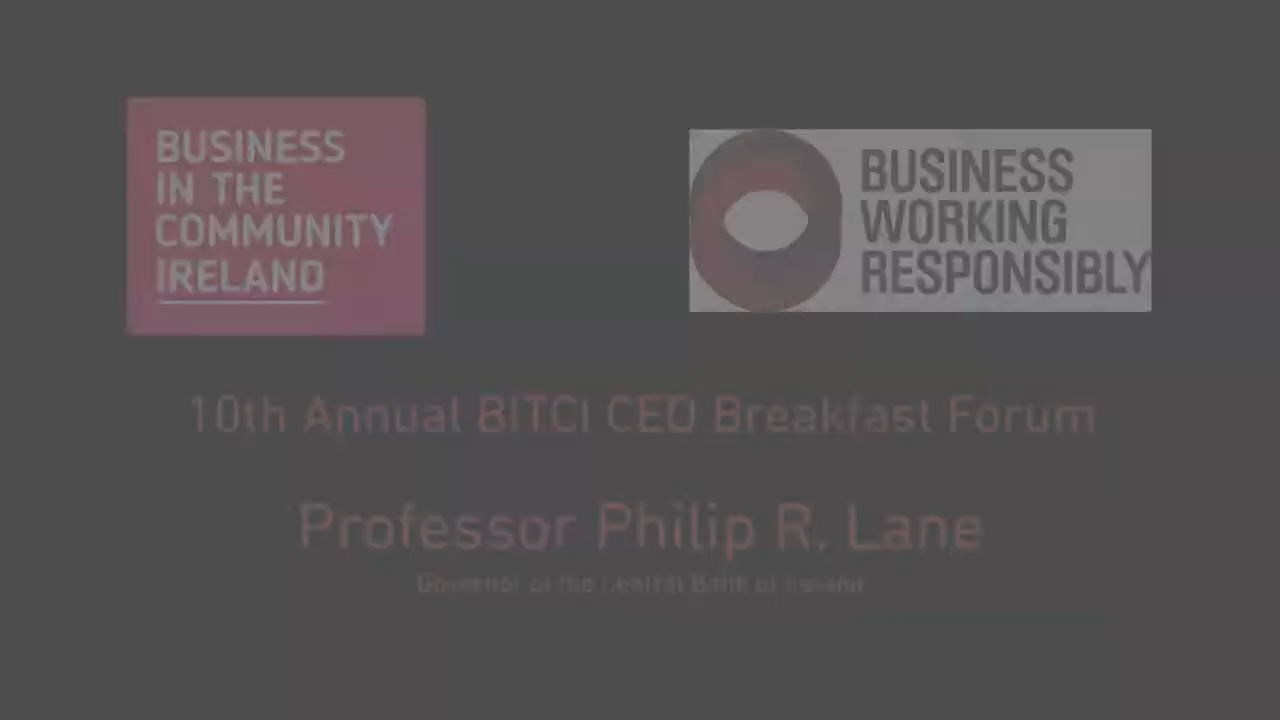 BUSINESS
IN THE
COMMUNITY
IRELAND
BUSINESS
WORKING
RESPONSIBLY
10th Annual BITCI CEO Breakfast Forum
Professor Philip R. Lane
Governor of the Central Bank of Ireland